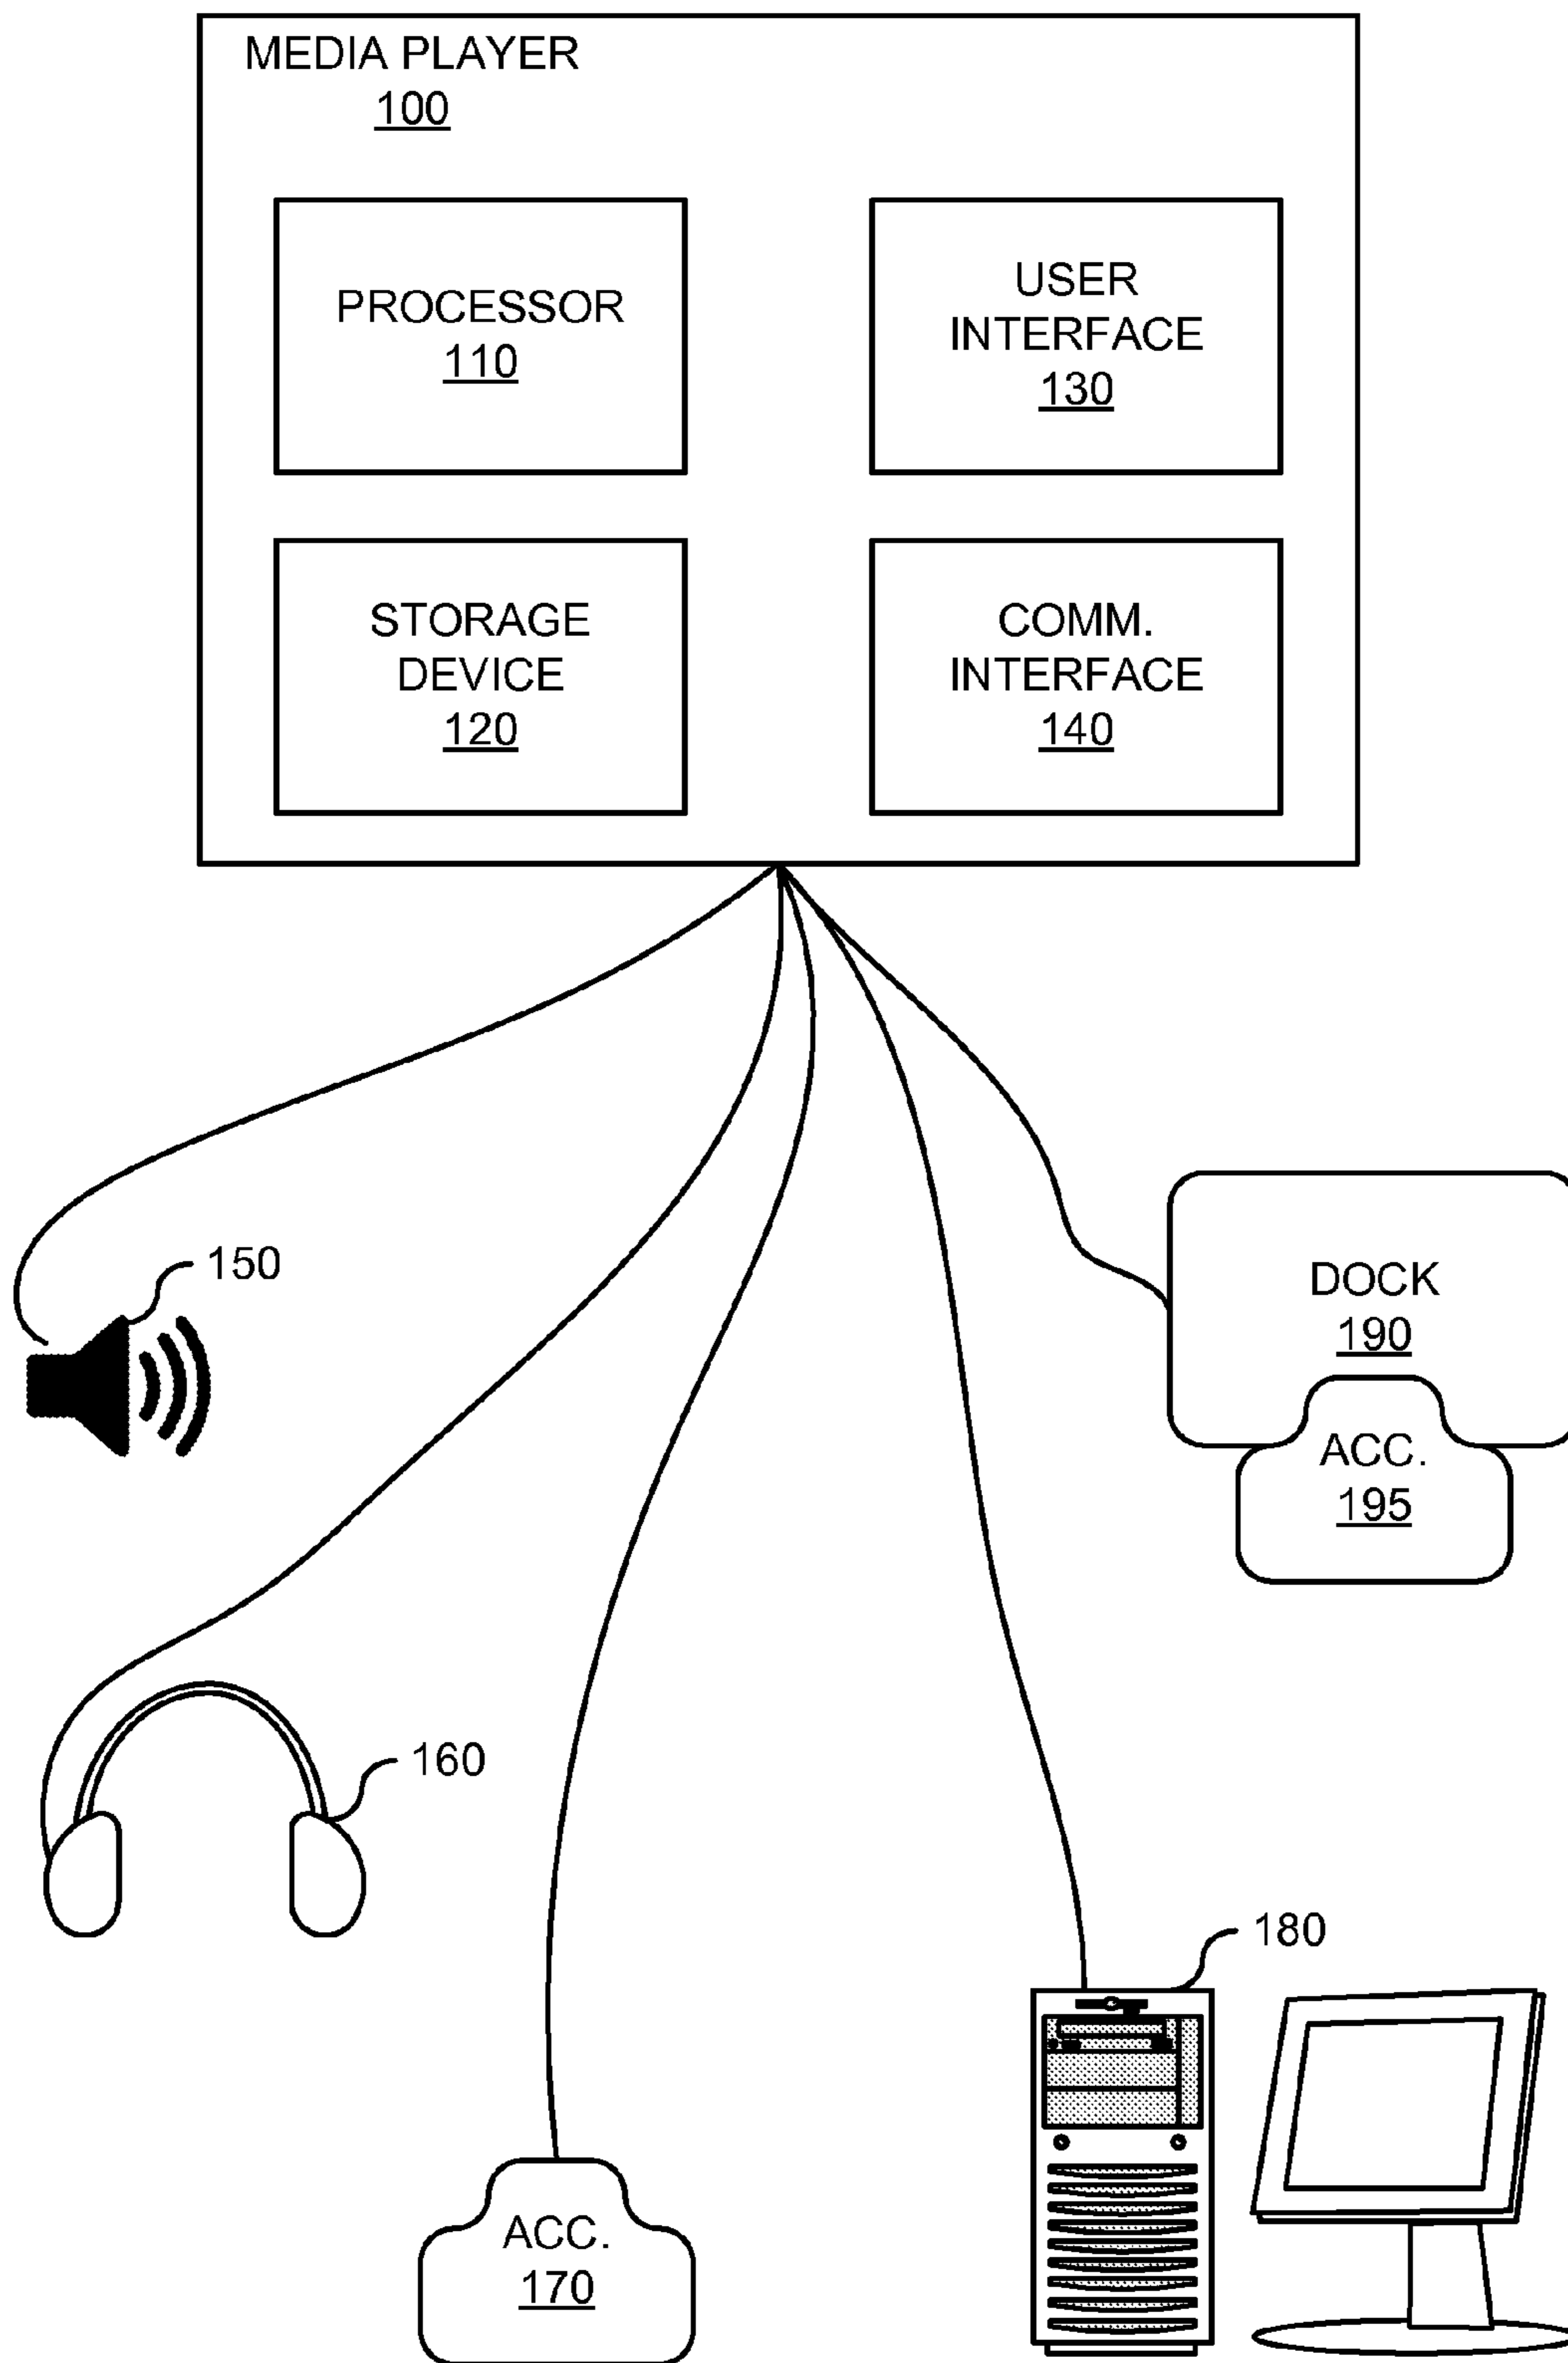 MEDIA PLAYER
100
PROCESSOR
110
USER
INTERFACE
130
STORAGE
DEVICE
120
COMM.
INTERFACE
140
150
DOCK
190
ACC.
195
160
180
ACC.
170